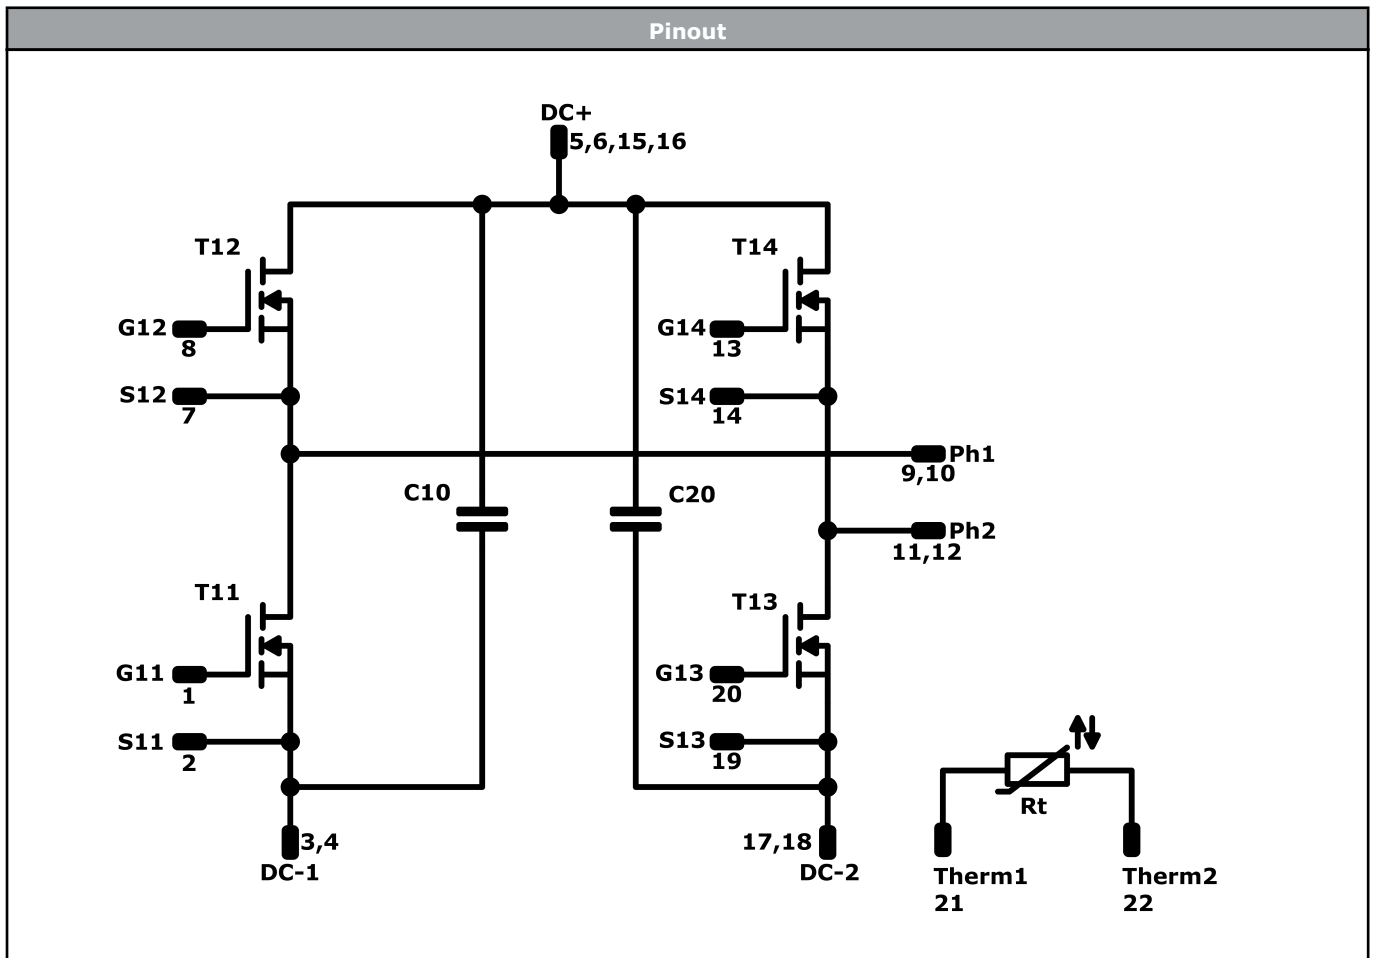 Pinout
DC+
5,6,15,16
T12
T14
G12
8
G14
13
S12
7
S14
14
Ph1
9,10
C10
C20
Ph2
11,12
T11
T13
G11
1
G13
20
S11
2
S13
19
Rt
3,4
DC-1
17,18
DC-2
Therm1
21
Therm2
22